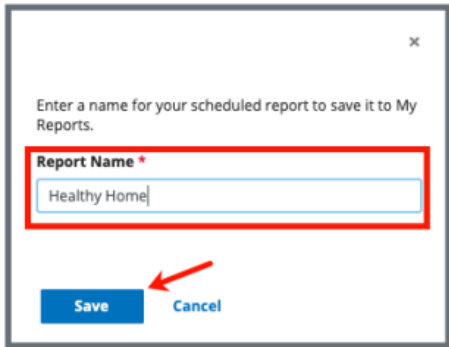 ×
Enter a name for your scheduled report to save it to My
Reports.
Report Name *
Healthy Home
Save Cancel